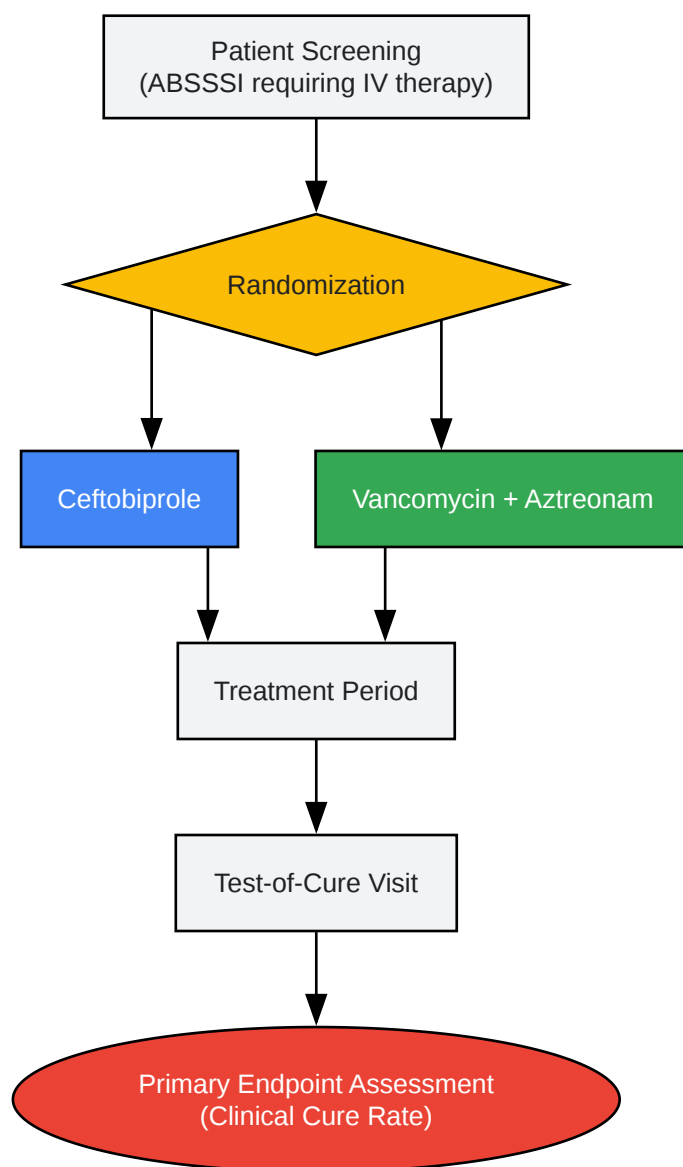 Patient Screening
(ABSSSI requiring IV therapy)
Randomization
Ceftobiprole
Vancomycin + Aztreonam
Treatment Period
Test-of-Cure Visit
Primary Endpoint Assessment
(Clinical Cure Rate)